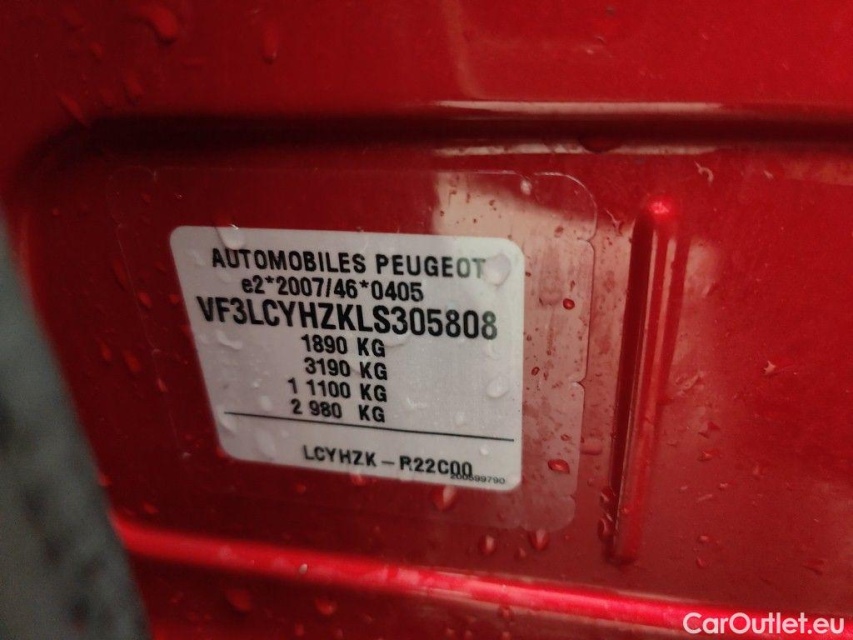 AUTOMOBILES PEUGEOT
e2*2007/46*0405
VF3LCYHZKLS305808
1890 KG
3190 KG
1 1100 KG
2 980 KG
LCYHZK-R22C00
200599790
CarOutlet.eu